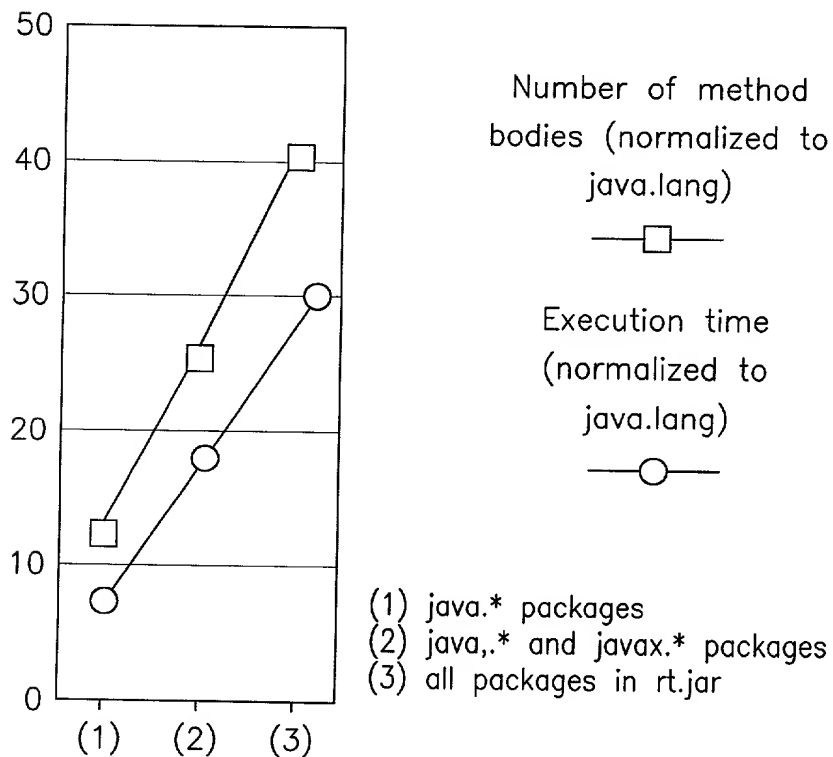 50
40
30
20
10
0
(1) (2) (3)
Number of method
bodies (normalized to
java.lang)
Execution time
(normalized to
java.lang)
(1) java.* packages
(2) java,.* and javax.* packages
(3) all packages in rt.jar